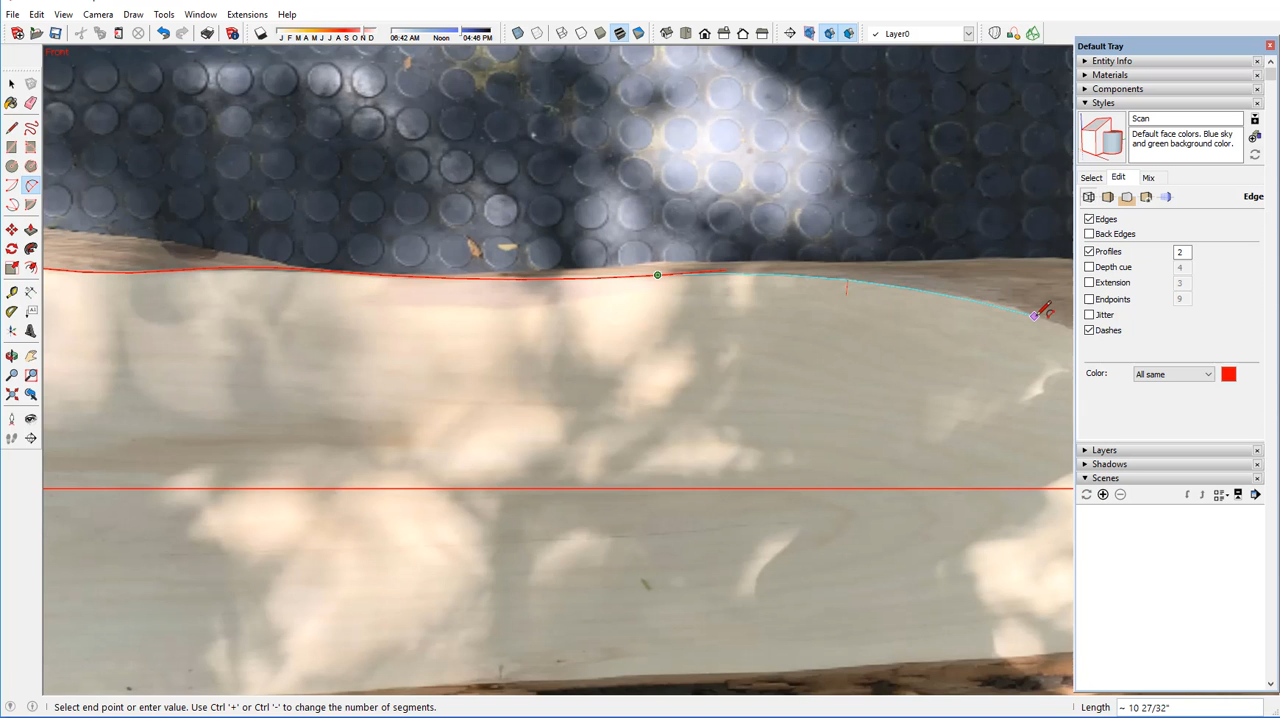 File Edit View Camera Draw Tools Window Extensions Help
J F M A M J J A S O N D
06:42 AM Noon 04:46 PM
Layer0
Front
Default Tray
Entity Info
Materials
Components
Styles
Scan
Default face colors. Blue sky
and green background color.
Select Edit Mix
Edge
Edges
Back Edges
Profiles 2
Depth cue 4
Extension 3
Endpoints 9
Jitter
Dashes
Color: All same
Layers
Shadows
Scenes
Select end point or enter value. Use Ctrl '+' or Ctrl '-' to change the number of segments.
Length ~ 10 27/32"